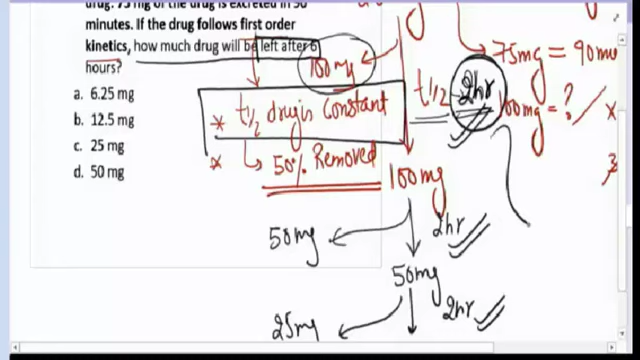 drug. 75 mg of the drug is excreted in 90
minutes. If the drug follows first order
kinetics, how much drug will be left after 6
hours?
a. 6.25 mg
b. 12.5 mg
c. 25 mg
d. 50 mg
100mg
* t1/2 drug is Constant
* ↳ 50% Removed
t1/2 2hr
75mg = 90
100mg = ?
100mg
2hr
50mg
50mg
2hr
25mg